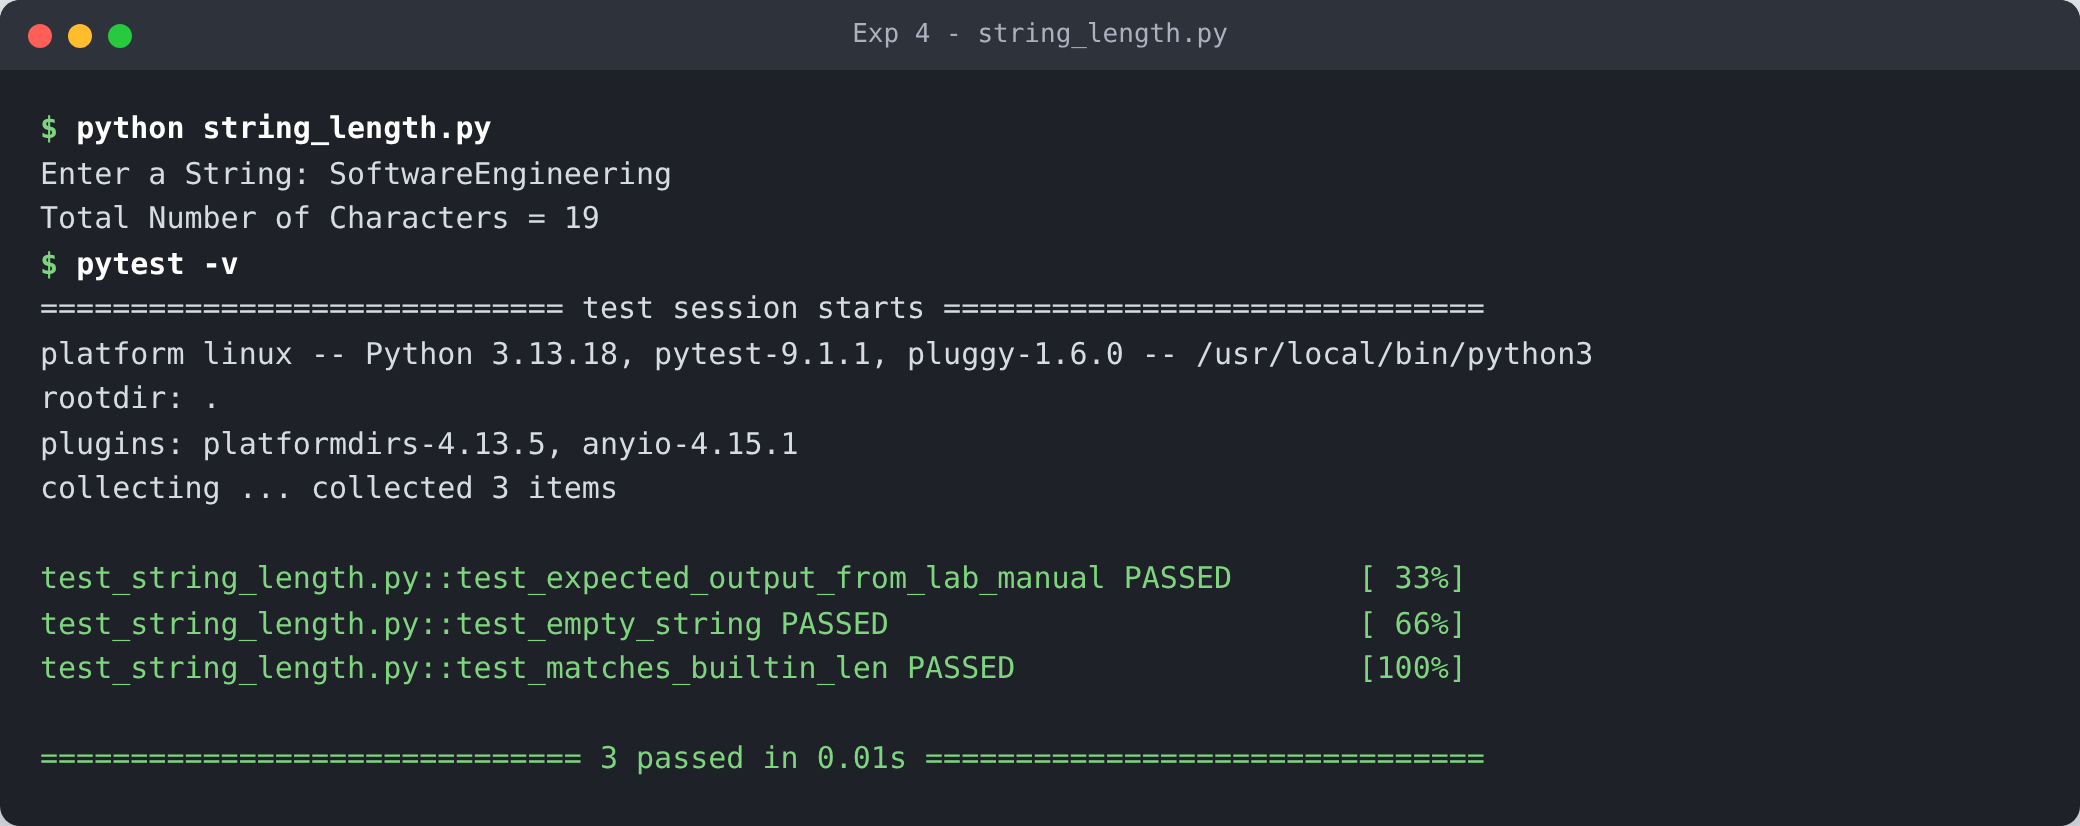 Exp 4 - string_length.py
$ python string_length.py
Enter a String: SoftwareEngineering
Total Number of Characters = 19
$ pytest -v
============================= test session starts ==============================
platform linux -- Python 3.13.18, pytest-9.1.1, pluggy-1.6.0 -- /usr/local/bin/python3
rootdir: .
plugins: platformdirs-4.13.5, anyio-4.15.1
collecting ... collected 3 items
test_string_length.py::test_expected_output_from_lab_manual PASSED       [ 33%]
test_string_length.py::test_empty_string PASSED                          [ 66%]
test_string_length.py::test_matches_builtin_len PASSED                   [100%]
============================== 3 passed in 0.01s ===============================